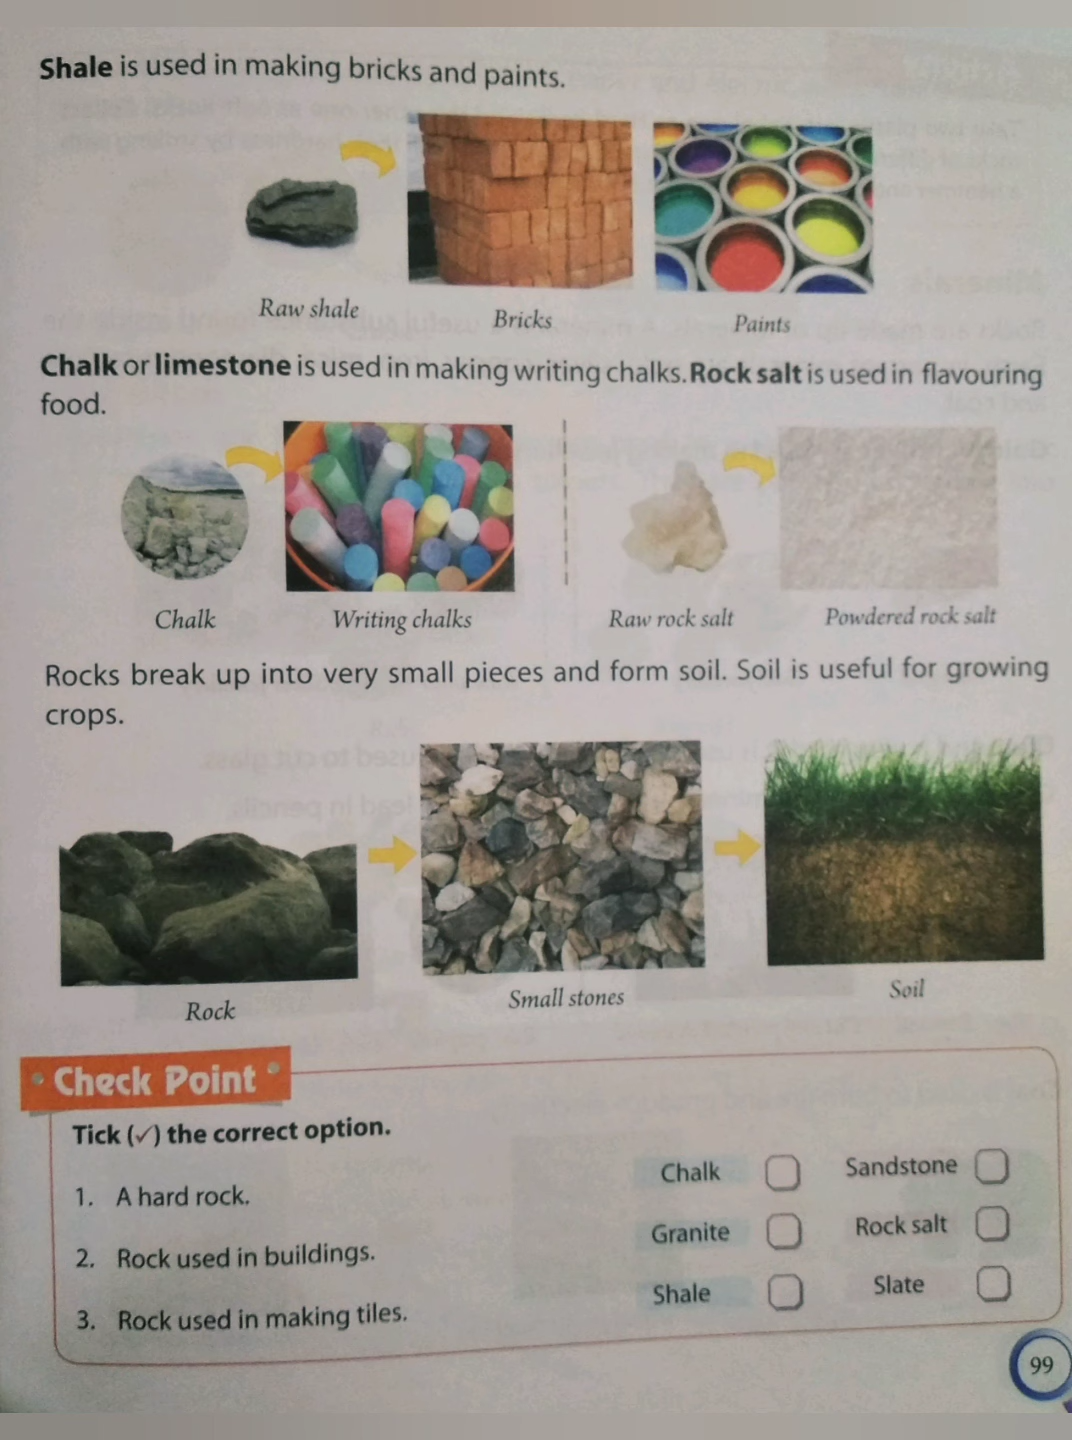 Shale is used in making bricks and paints.
Raw shale
Bricks
Paints
Chalk or limestone is used in making writing chalks. Rock salt is used in flavouring
food.
Chalk
Writing chalks
Raw rock salt
Powdered rock salt
Rocks break up into very small pieces and form soil. Soil is useful for growing
crops.
Rock
Small stones
Soil
Check Point
Tick (✓) the correct option.
1. A hard rock. Chalk Sandstone
2. Rock used in buildings. Granite Rock salt
3. Rock used in making tiles. Shale Slate
99